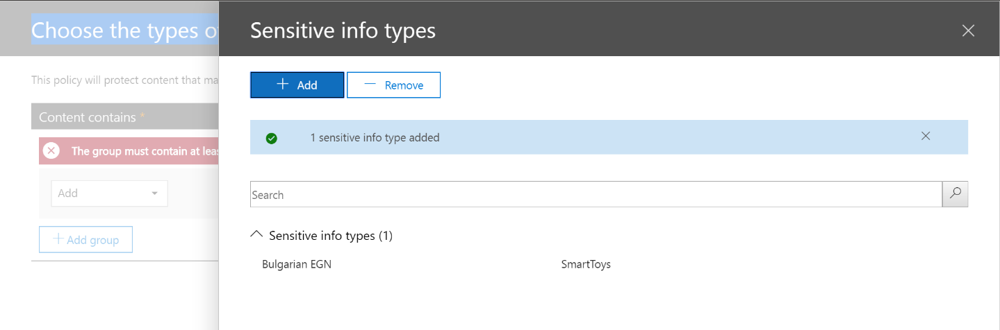 Choose the types o
This policy will protect content that ma
Content contains *
The group must contain at leas
Add
Add group
Sensitive info types
Add
Remove
1 sensitive info type added
Search
Sensitive info types (1)
Bulgarian EGN SmartToys